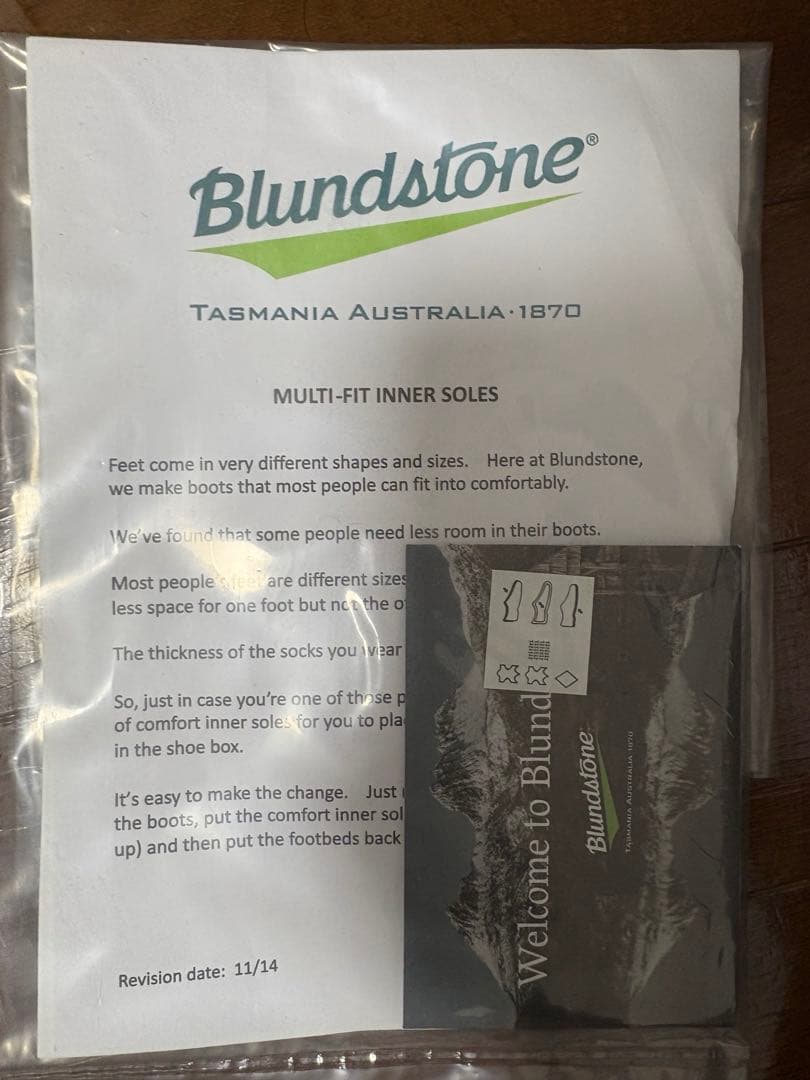 Blundstone®
TASMANIA AUSTRALIA·1870
MULTI-FIT INNER SOLES
Feet come in very different shapes and sizes. Here at Blundstone,
we make boots that most people can fit into comfortably.
We've found that some people need less room in their boots.
Most people's feet are different sizes
less space for one foot but not the o
The thickness of the socks you wear
So, just in case you're one of those p
of comfort inner soles for you to pla
in the shoe box.
It's easy to make the change. Just
the boots, put the comfort inner sol
up) and then put the footbeds back
Revision date: 11/14
Welcome to Blund
Blundstone
TASMANIA AUSTRALIA 1870